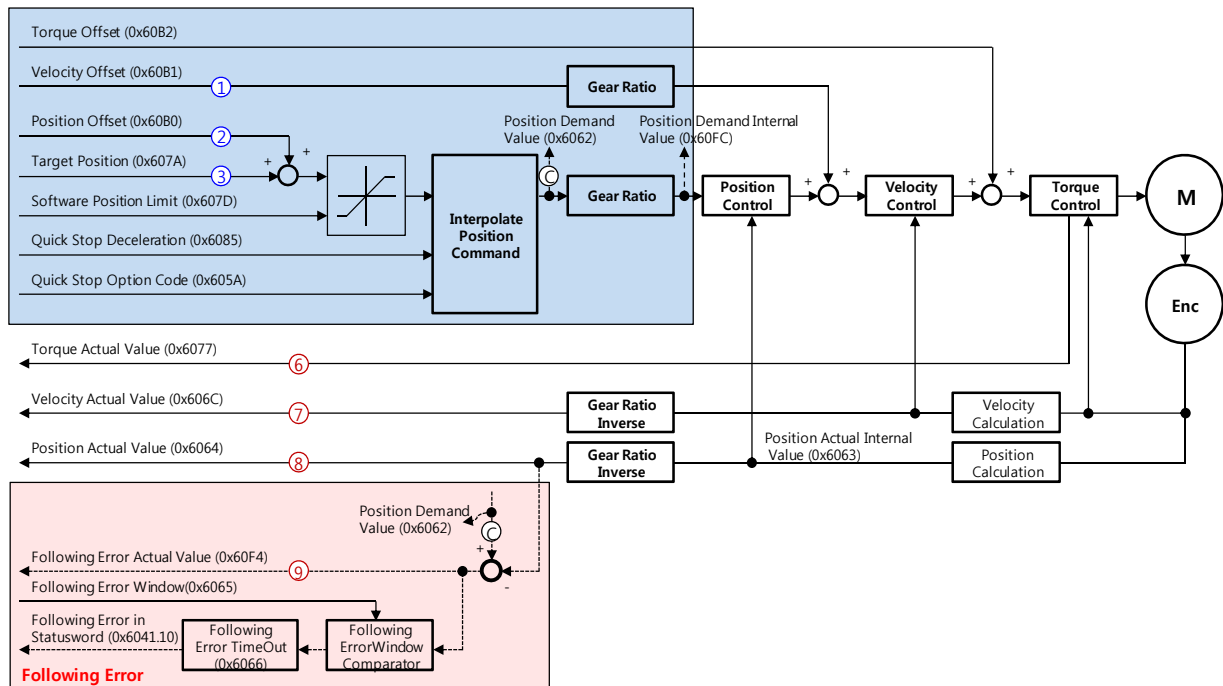 Torque Offset (0x60B2)
Velocity Offset (0x60B1)
1
Gear Ratio
Position Offset (0x60B0)
2
Position Demand
Value (0x6062)
Position Demand Internal
Value (0x60FC)
+
+
Target Position (0x607A)
3
C
Gear Ratio
Position
Control
+
+
Velocity
Control
+
+
Torque
Control
M
Software Position Limit (0x607D)
Interpolate
Position
Command
Quick Stop Deceleration (0x6085)
Quick Stop Option Code (0x605A)
Enc
Torque Actual Value (0x6077)
6
Velocity Actual Value (0x606C)
7
Gear Ratio
Inverse
Velocity
Calculation
Position Actual Value (0x6064)
8
Gear Ratio
Inverse
Position Actual Internal
Value (0x6063)
Position
Calculation
Position Demand
Value (0x6062)
C
+
-
Following Error Actual Value (0x60F4)
9
Following Error Window(0x6065)
Following Error in
Statusword (0x6041.10)
Following
Error TimeOut
(0x6066)
Following
ErrorWindow
Comparator
Following Error